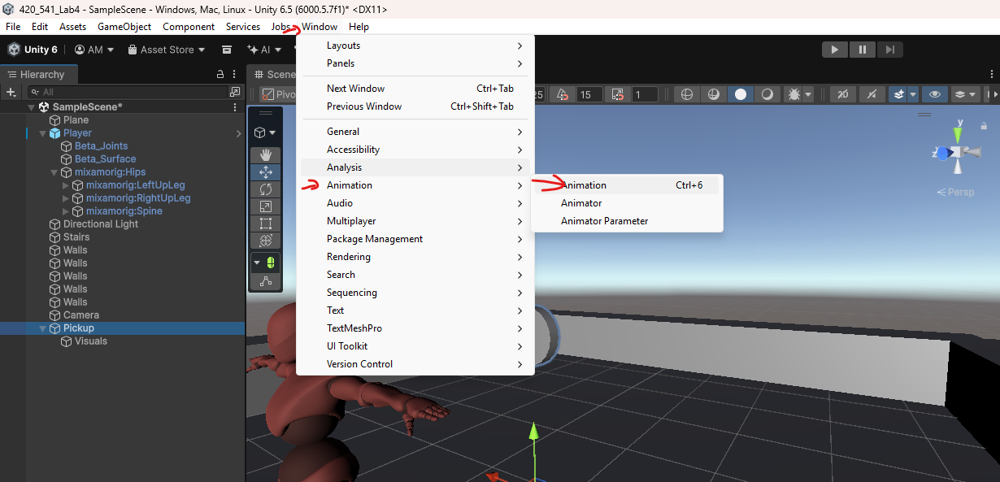 420_541_Lab4 - SampleScene - Windows, Mac, Linux - Unity 6.5 (6000.5.7f1)* <DX11>
File Edit Assets GameObject Component Services Jobs Window Help
Unity 6 AM Asset Store AI
Hierarchy
All
SampleScene*
Plane
Player
Beta_Joints
Beta_Surface
mixamorig:Hips
mixamorig:LeftUpLeg
mixamorig:RightUpLeg
mixamorig:Spine
Directional Light
Stairs
Walls
Walls
Walls
Walls
Walls
Camera
Pickup
Visuals
Scene
Pivo
25 15 1
2D
Layouts
Panels
Next Window Ctrl+Tab
Previous Window Ctrl+Shift+Tab
General
Accessibility
Analysis
Animation
Audio
Multiplayer
Package Management
Rendering
Search
Sequencing
Text
TextMeshPro
UI Toolkit
Version Control
Animation Ctrl+6
Animator
Animator Parameter
y
z
Persp